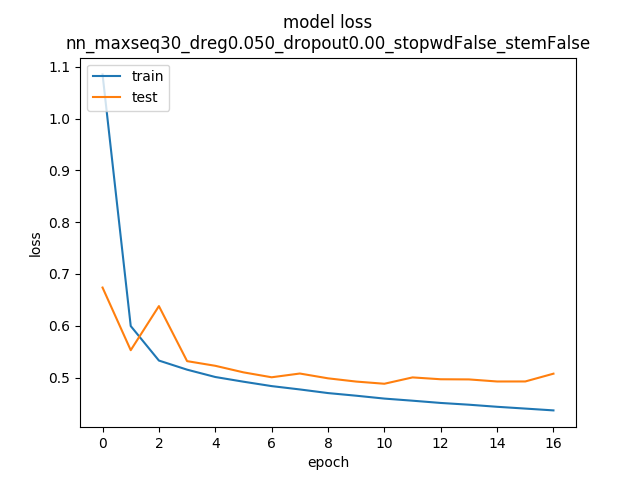 model loss
nn_maxseq30_dreg0.050_dropout0.00_stopwdFalse_stemFalse
train
test
1.1
1.0
0.9
0.8
0.7
0.6
0.5
loss
0 2 4 6 8 10 12 14 16
epoch